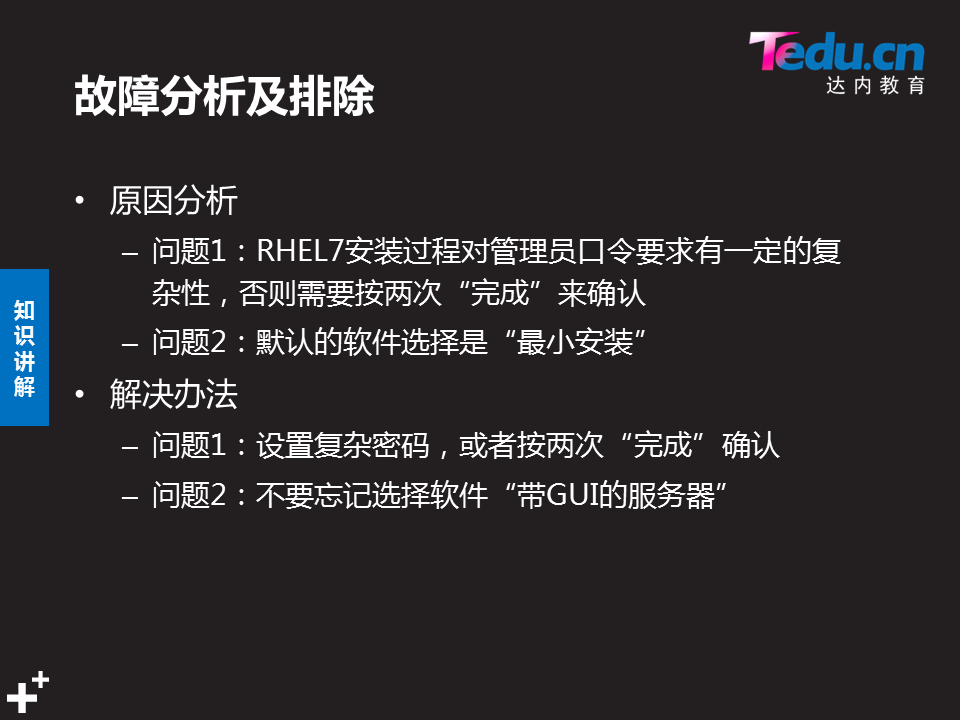 Tedu.cn
达内教育
故障分析及排除
• 原因分析
– 问题1：RHEL7安装过程对管理员口令要求有一定的复
杂性，否则需要按两次“完成”来确认
– 问题2：默认的软件选择是“最小安装”
• 解决办法
– 问题1：设置复杂密码，或者按两次“完成”确认
– 问题2：不要忘记选择软件“带GUI的服务器”
知
识
讲
解